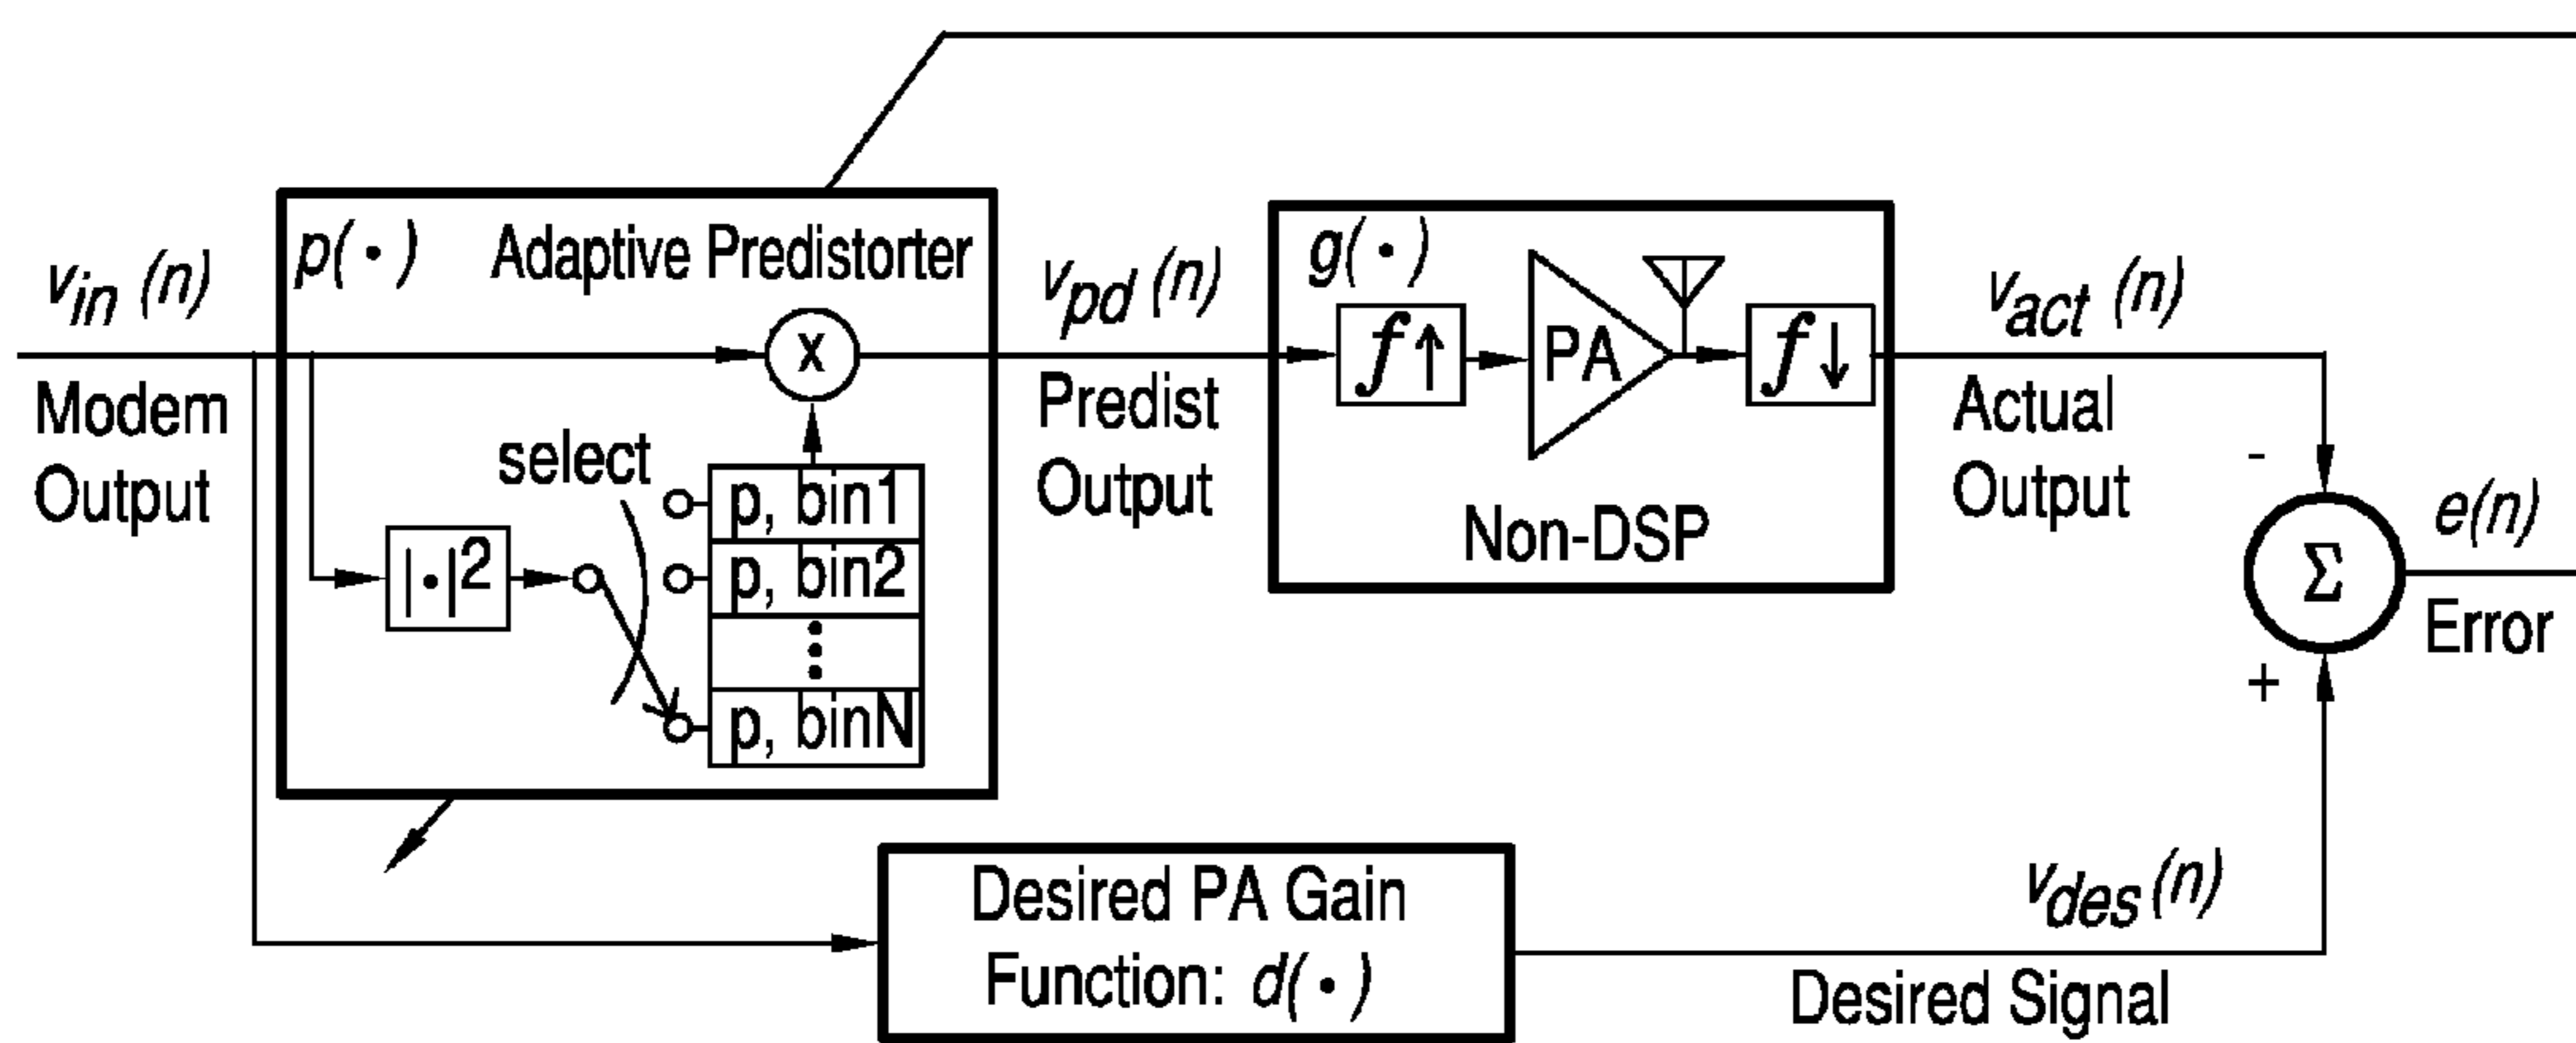 v_in (n)
Modem
Output
p(·) Adaptive Predistorter
x
select
|·|2
p, bin1
p, bin2
p, binN
v_pd (n)
Predist
Output
g(·)
f↑
PA
f↓
Non-DSP
v_act (n)
Actual
Output
-
Σ
+
e(n)
Error
Desired PA Gain
Function: d(·)
v_des (n)
Desired Signal